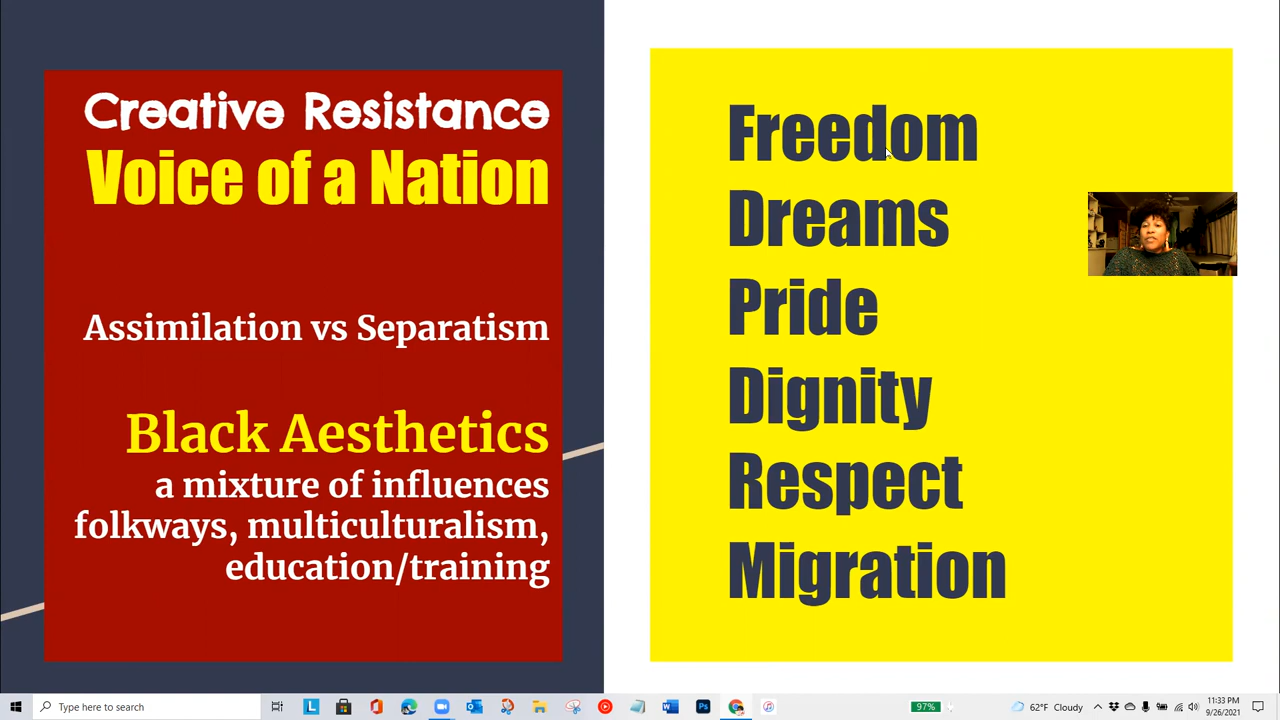 Creative Resistance
Voice of a Nation
Assimilation vs Separatism
Black Aesthetics
a mixture of influences
folkways, multiculturalism,
education/training
Freedom
Dreams
Pride
Dignity
Respect
Migration
Type here to search
97%
62°F Cloudy
11:33 PM
9/26/2021